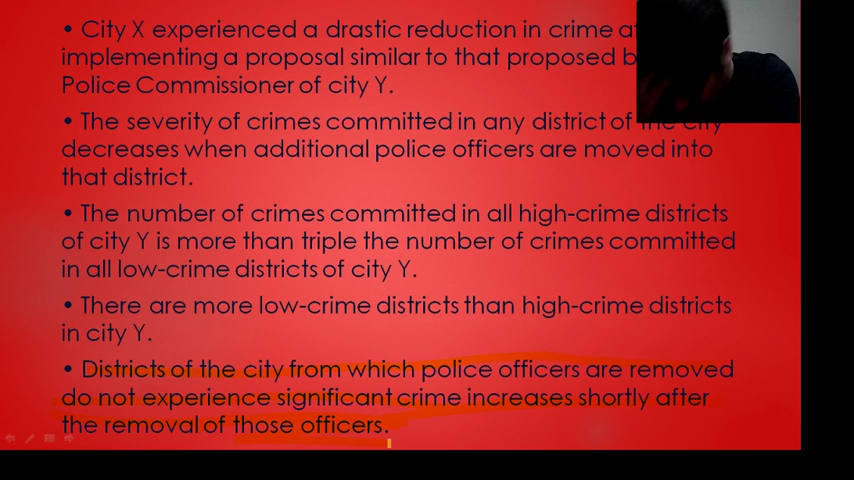 • City X experienced a drastic reduction in crime
implementing a proposal similar to that proposed
Police Commissioner of city Y.
• The severity of crimes committed in any district of the city
decreases when additional police officers are moved into
that district.
• The number of crimes committed in all high-crime districts
of city Y is more than triple the number of crimes committed
in all low-crime districts of city Y.
• There are more low-crime districts than high-crime districts
in city Y.
• Districts of the city from which police officers are removed
do not experience significant crime increases shortly after
the removal of those officers.